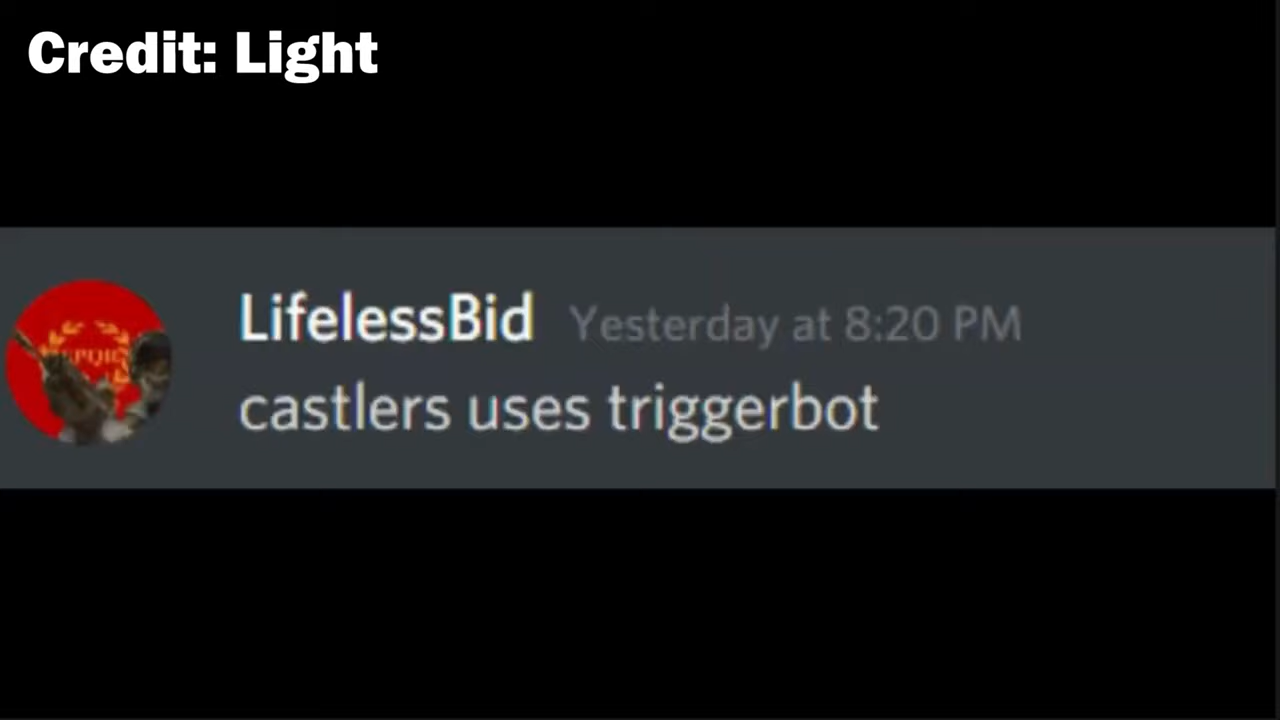 Credit: Light
LifelessBid Yesterday at 8:20 PM
castlers uses triggerbot